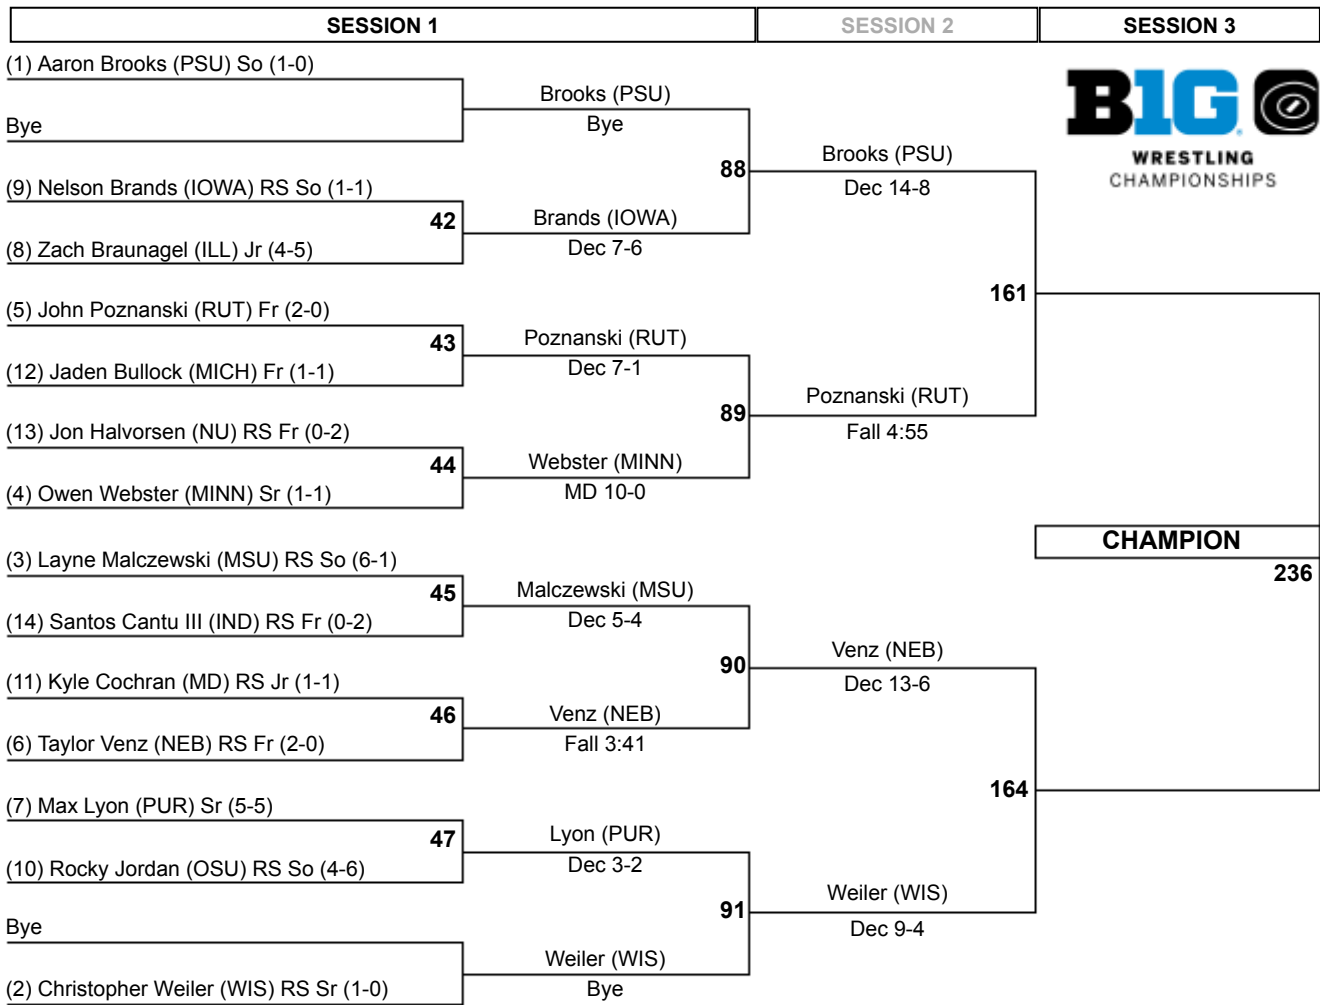 SESSION 1
SESSION 2
SESSION 3
(1) Aaron Brooks (PSU) So (1-0)
Bye
(9) Nelson Brands (IOWA) RS So (1-1)
(8) Zach Braunagel (ILL) Jr (4-5)
(5) John Poznanski (RUT) Fr (2-0)
(12) Jaden Bullock (MICH) Fr (1-1)
(13) Jon Halvorsen (NU) RS Fr (0-2)
(4) Owen Webster (MINN) Sr (1-1)
(3) Layne Malczewski (MSU) RS So (6-1)
(14) Santos Cantu III (IND) RS Fr (0-2)
(11) Kyle Cochran (MD) RS Jr (1-1)
(6) Taylor Venz (NEB) RS Fr (2-0)
(7) Max Lyon (PUR) Sr (5-5)
(10) Rocky Jordan (OSU) RS So (4-6)
Bye
(2) Christopher Weiler (WIS) RS Sr (1-0)
42
43
44
45
46
47
Brooks (PSU)
Bye
Brands (IOWA)
Dec 7-6
Poznanski (RUT)
Dec 7-1
Webster (MINN)
MD 10-0
Malczewski (MSU)
Dec 5-4
Venz (NEB)
Fall 3:41
Lyon (PUR)
Dec 3-2
Weiler (WIS)
Bye
88
89
90
91
Brooks (PSU)
Dec 14-8
Poznanski (RUT)
Fall 4:55
Venz (NEB)
Dec 13-6
Weiler (WIS)
Dec 9-4
161
164
B1G
WRESTLING
CHAMPIONSHIPS
CHAMPION
236